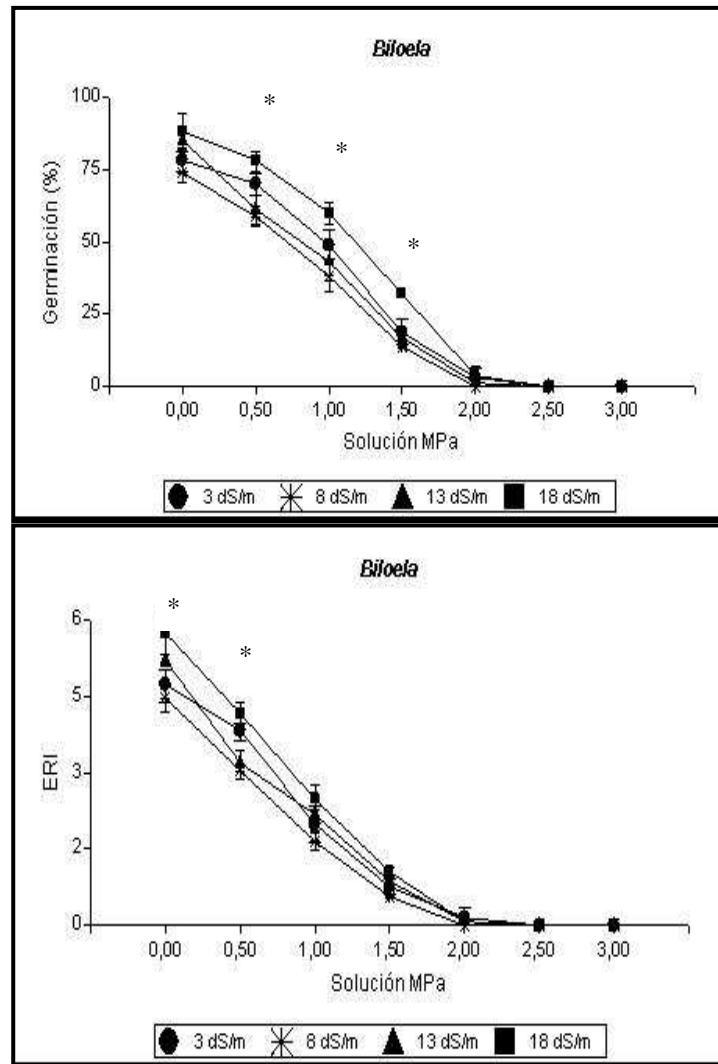 Biloela
*
*
*
100
75
50
25
0
Germinación (%)
0,00 0,50 1,00 1,50 2,00 2,50 3,00
Solución MPa
3 dS/m 8 dS/m 13 dS/m 18 dS/m
Biloela
*
*
6
5
3
2
0
ERI
0,00 0,50 1,00 1,50 2,00 2,50 3,00
Solución MPa
3 dS/m 8 dS/m 13 dS/m 18 dS/m